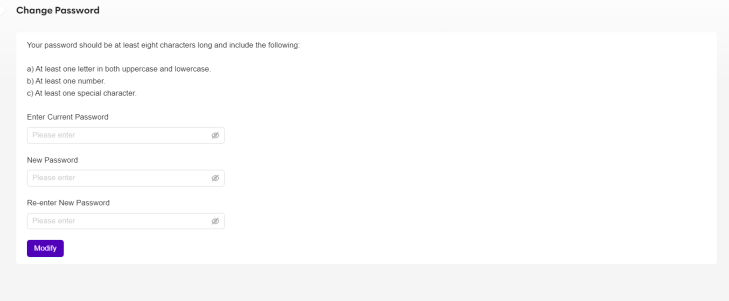 Change Password
Your password should be at least eight characters long and include the following:
a) At least one letter in both uppercase and lowercase.
b) At least one number.
c) At least one special character.
Enter Current Password
Please enter
New Password
Please enter
Re-enter New Password
Please enter
Modify